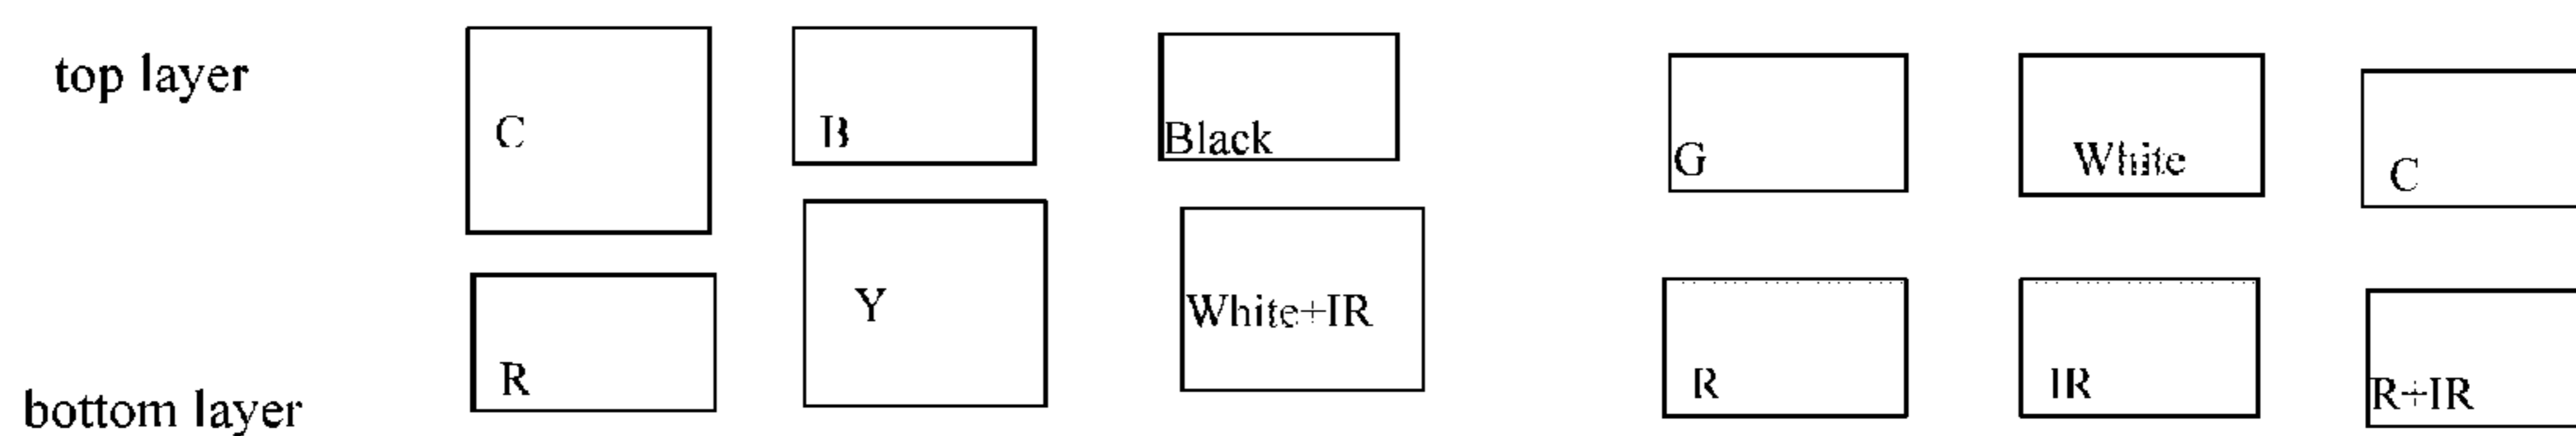 top layer
C B Black G White C
Y White+IR
R R IR R+IR
bottom layer